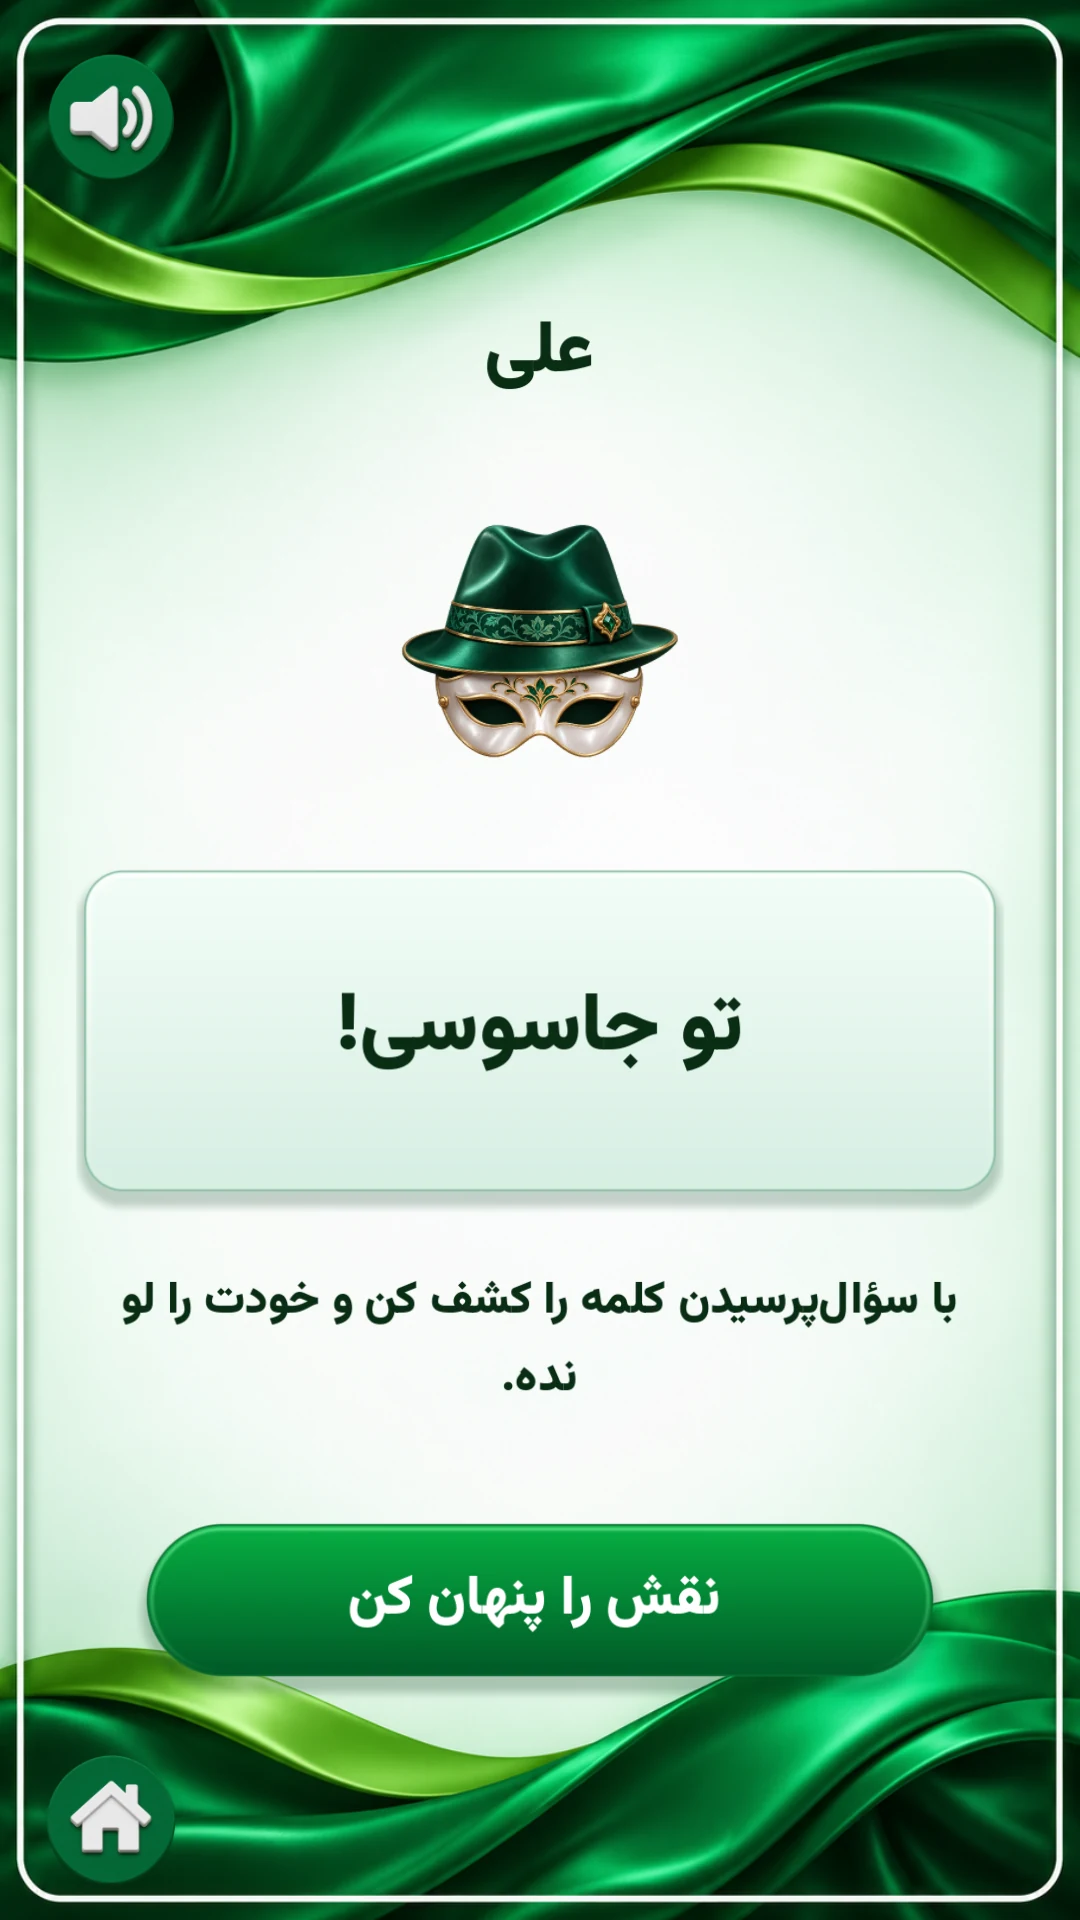 علی
تو جاسوسی!
با سؤال‌پرسیدن کلمه را کشف کن و خودت را لو
نده.
نقش را پنهان کن